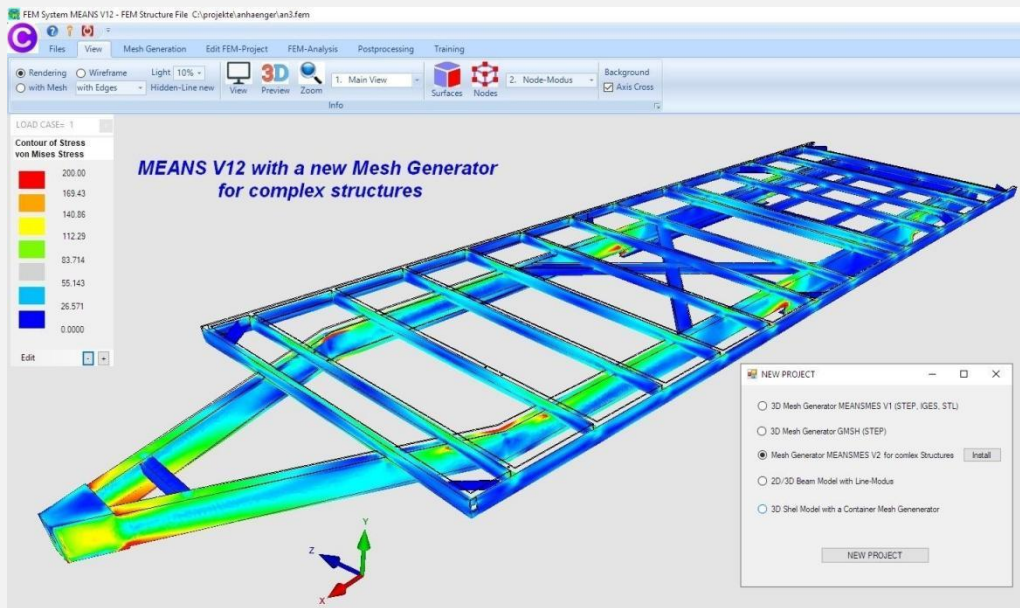 FEM System MEANS V12 - FEM Structure File C:\projekte\anhaenger\an3.fem
Files View Mesh Generation Edit FEM-Project FEM-Analysis Postprocessing Training
Rendering Wireframe Light 10% View 3D Preview Zoom 1. Main View Surfaces Nodes 2. Node-Modus Background
with Mesh with Edges Hidden-Line new Axis Cross
Info
LOAD CASE= 1
Contour of Stress
von Mises Stress
200.00
169.43
140.86
112.29
83.714
55.143
26.571
0.0000
Edit - +
MEANS V12 with a new Mesh Generator
for complex structures
Y
Z
X
NEW PROJECT
3D Mesh Generator MEANSMES V1 (STEP, IGES, STL)
3D Mesh Generator GMSH (STEP)
Mesh Generator MEANSMES V2 for comlex Structures Install
2D/3D Beam Model with Line-Modus
3D Shel Model with a Container Mesh Genenerator
NEW PROJECT